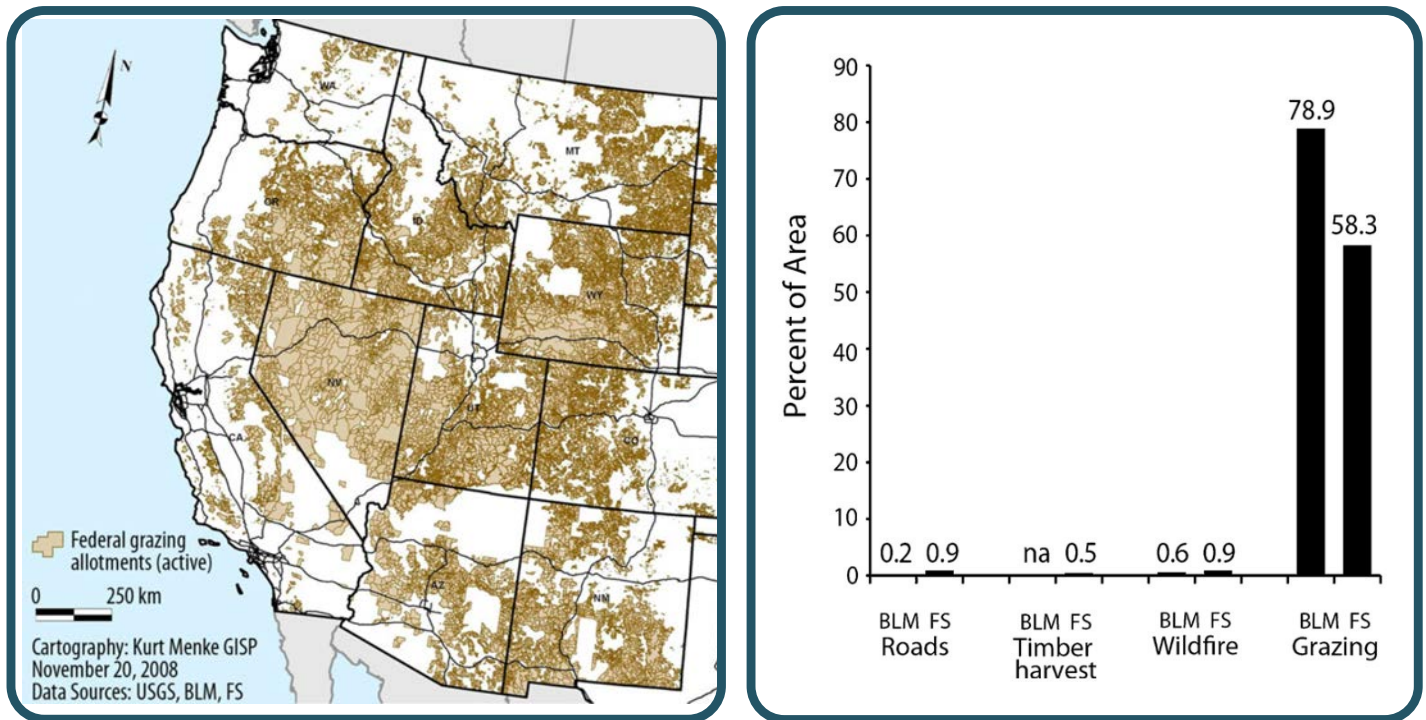 N
WA
MT
OR
ID
WY
NV
UT
CA
CO
AZ
NM
Federal grazing
allotments (active)
0 250 km
Cartography: Kurt Menke GISP
November 20, 2008
Data Sources: USGS, BLM, FS
Percent of Area
90
80
70
60
50
40
30
20
10
0
0.2 0.9
na 0.5
0.6 0.9
78.9
58.3
BLM FS
Roads
BLM FS
Timber
harvest
BLM FS
Wildfire
BLM FS
Grazing